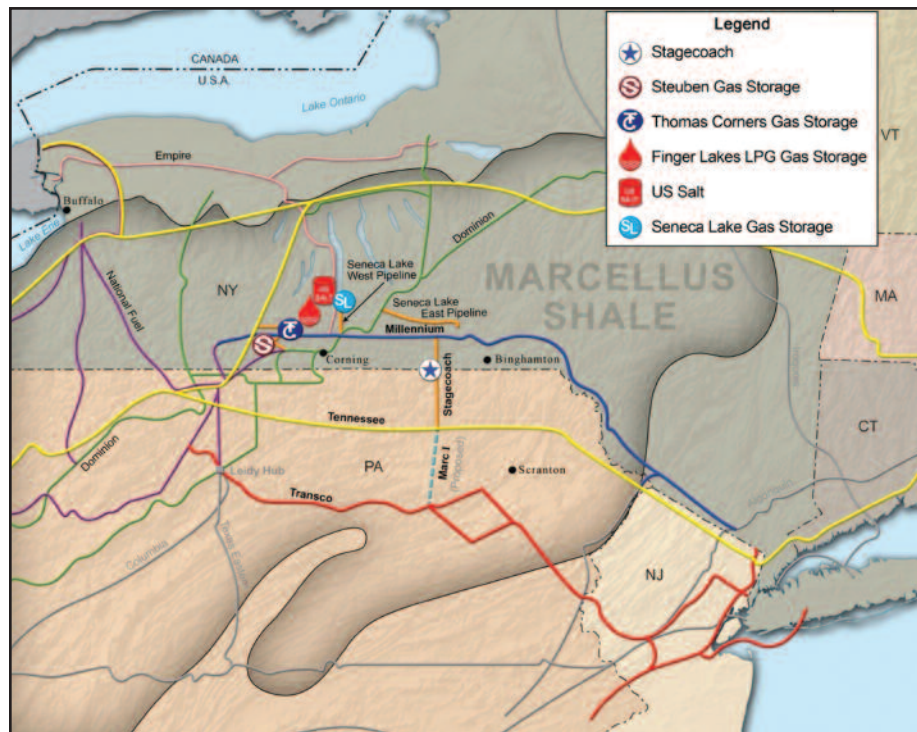 Legend
Stagecoach
Steuben Gas Storage
Thomas Corners Gas Storage
Finger Lakes LPG Gas Storage
US Salt
Seneca Lake Gas Storage
CANADA
U.S.A.
Lake Ontario
VT
Empire
Buffalo
Lake Erie
Dominion
National Fuel
NY
Seneca Lake
West Pipeline
MARCELLUS
SHALE
MA
US
SALT
SL
Seneca Lake
East Pipeline
Millennium
S
Corning
Binghamton
Stagecoach
Tennessee
CT
Dominion
PA
Marc I
(Proposed)
Scranton
Leidy Hub
Transco
Columbia
Texas Eastern
NJ